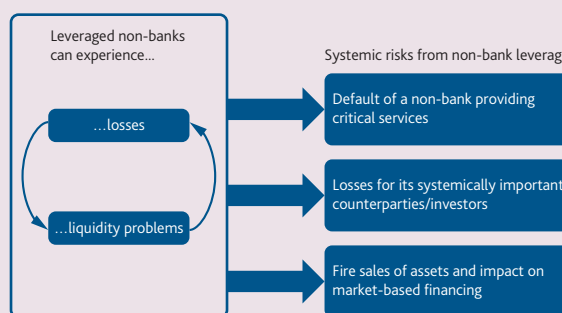 Leveraged non-banks
can experience...
...losses
...liquidity problems
Systemic risks from non-bank leverag
Default of a non-bank providing
critical services
Losses for its systemically important
counterparties/investors
Fire sales of assets and impact on
market-based financing